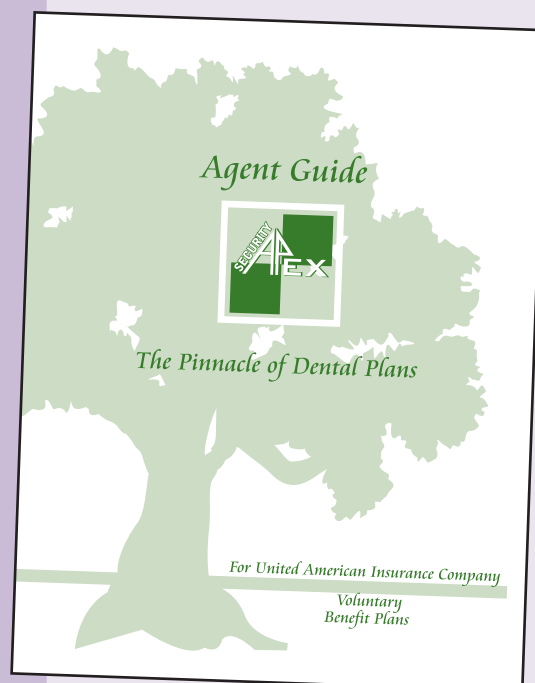 Agent Guide
SECURITY
APEX
The Pinnacle of Dental Plans
For United American Insurance Company
Voluntary
Benefit Plans